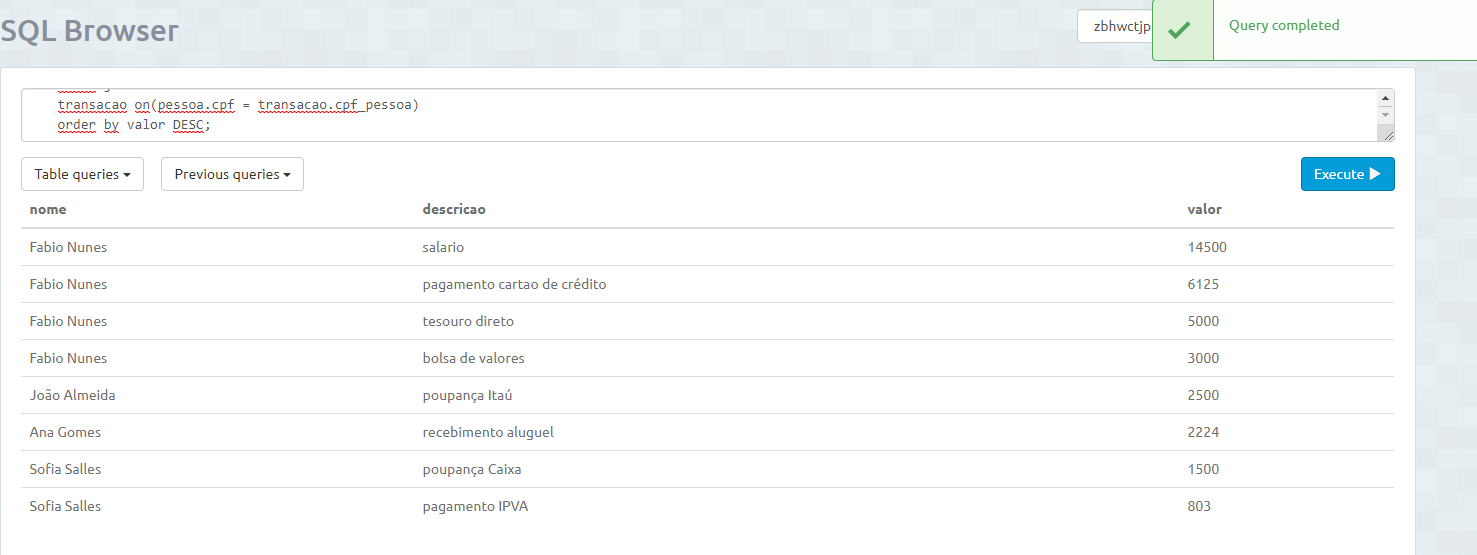 SQL Browser
zbhwctjp
Query completed
transacao on(pessoa.cpf = transacao.cpf_pessoa)
order by valor DESC;
Table queries
Previous queries
Execute
nome descricao valor
Fabio Nunes salario 14500
Fabio Nunes pagamento cartao de crédito 6125
Fabio Nunes tesouro direto 5000
Fabio Nunes bolsa de valores 3000
João Almeida poupança Itaú 2500
Ana Gomes recebimento aluguel 2224
Sofia Salles poupança Caixa 1500
Sofia Salles pagamento IPVA 803